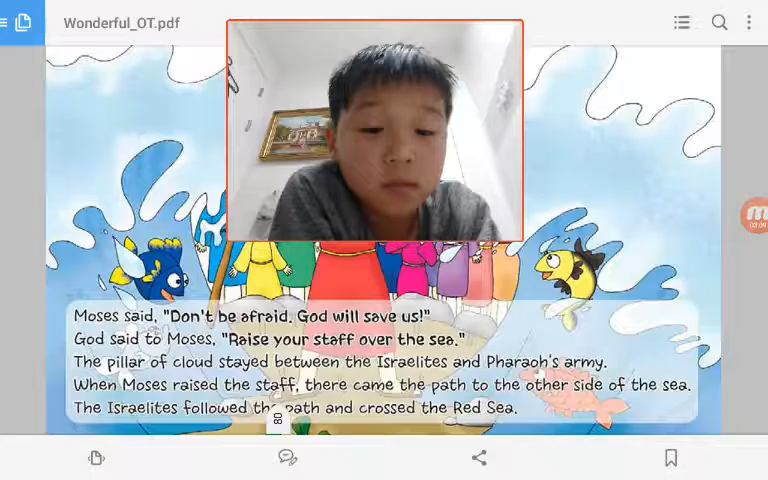 Wonderful_OT.pdf
03:09
Moses said, "Don't be afraid. God will save us!"
God said to Moses, "Raise your staff over the sea."
The pillar of cloud stayed between the Israelites and Pharaoh's army.
When Moses raised the staff, there came the path to the other side of the sea.
The Israelites followed the path and crossed the Red Sea.
80